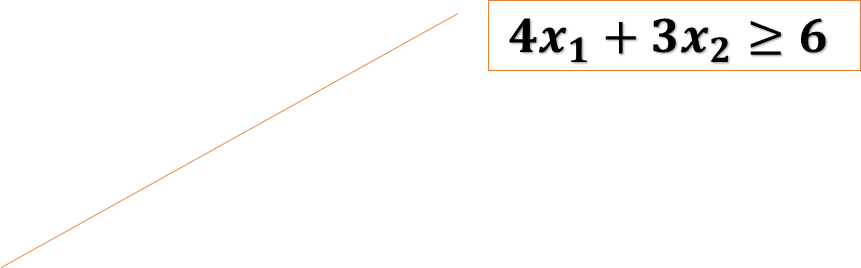 4x₁ + 3x₂ ≥ 6